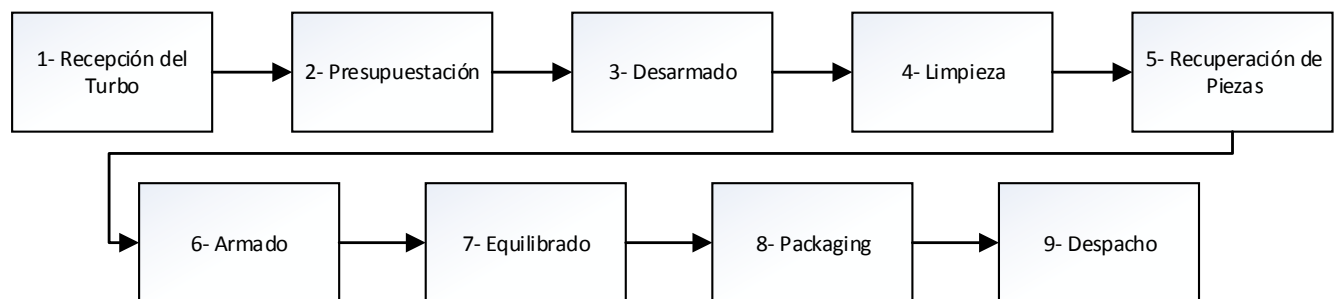 1- Recepción del
Turbo
2- Presupuestación
3- Desarmado
4- Limpieza
5- Recuperación de
Piezas
6- Armado
7- Equilibrado
8- Packaging
9- Despacho